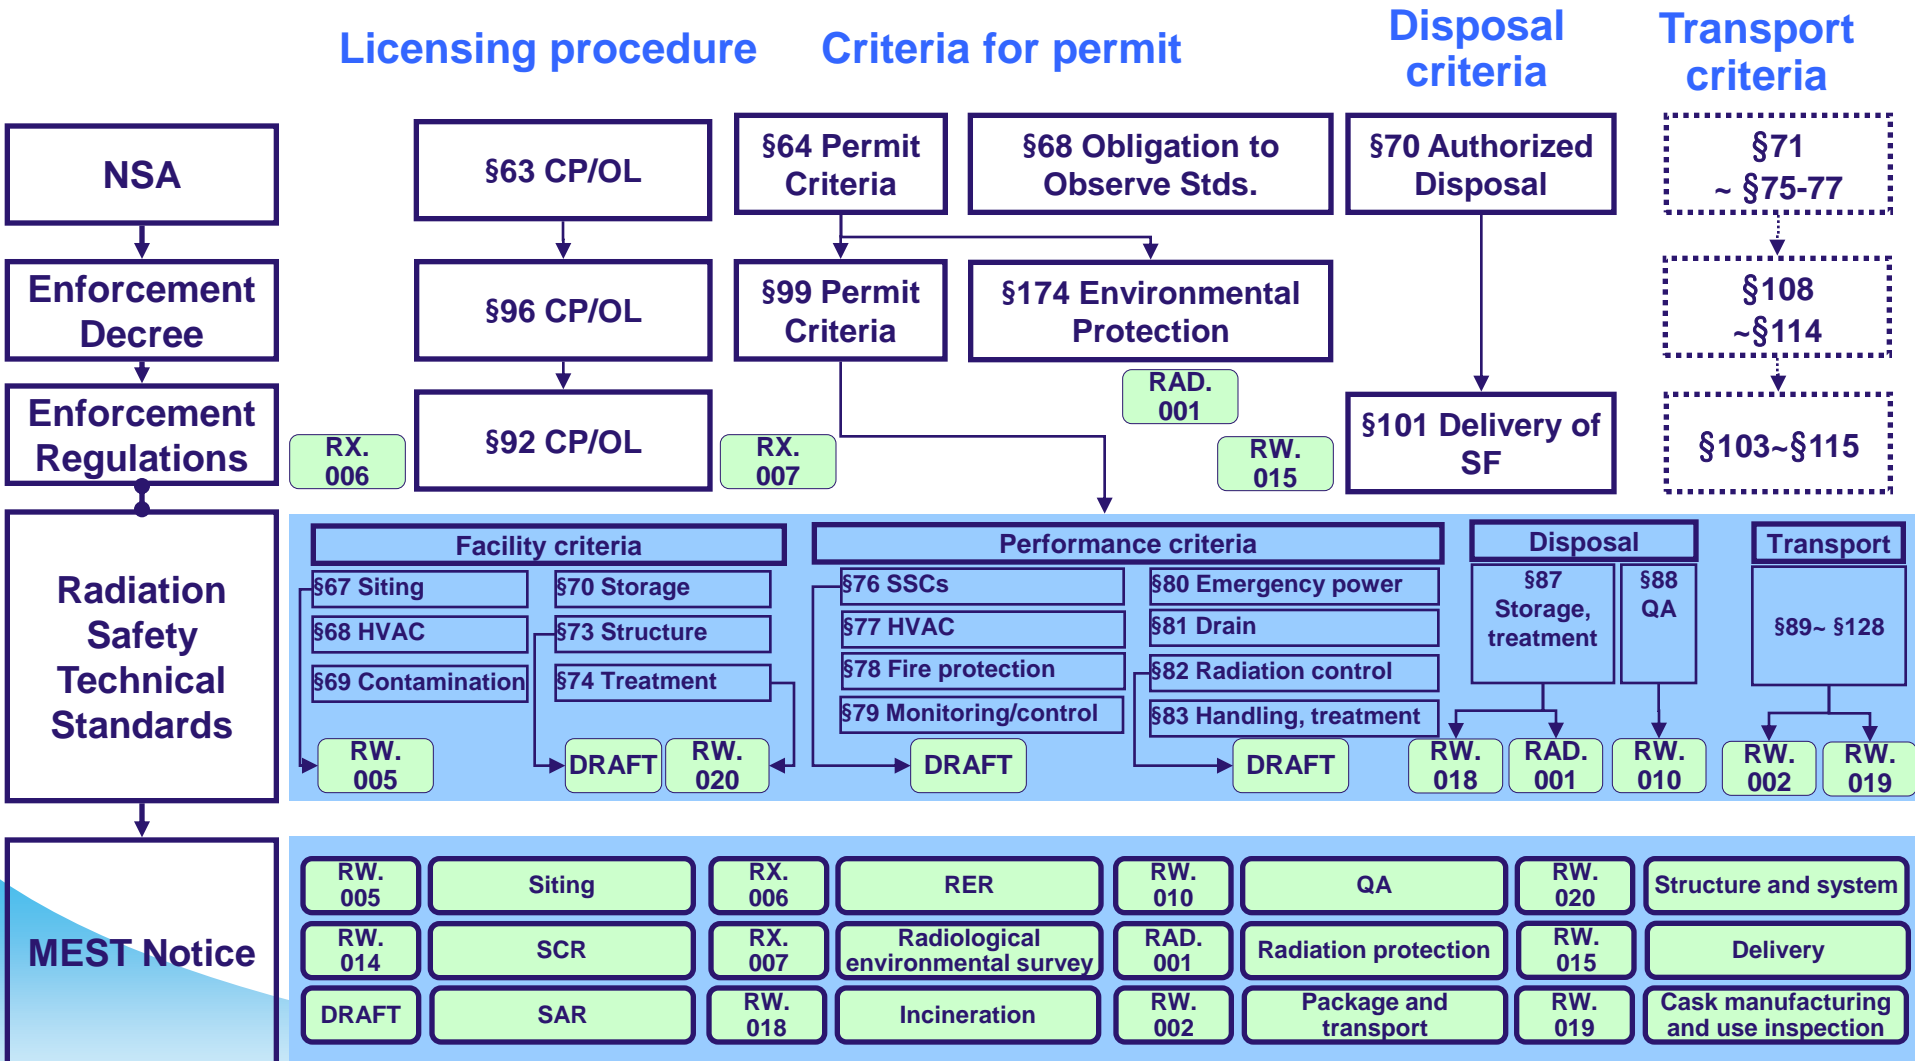 Licensing procedure
Criteria for permit
Disposal
criteria
Transport
criteria
NSA
§63 CP/OL
§64 Permit
Criteria
§68 Obligation to
Observe Stds.
§70 Authorized
Disposal
§71
~ §75-77
Enforcement
Decree
§96 CP/OL
§99 Permit
Criteria
§174 Environmental
Protection
§108
~§114
Enforcement
Regulations
RX.
006
§92 CP/OL
RX.
007
RAD.
001
RW.
015
§101 Delivery of
SF
§103~§115
Radiation
Safety
Technical
Standards
Facility criteria
§67 Siting
§68 HVAC
§69 Contamination
§70 Storage
§73 Structure
§74 Treatment
RW.
005
DRAFT
RW.
020
Performance criteria
§76 SSCs
§77 HVAC
§78 Fire protection
§79 Monitoring/control
§80 Emergency power
§81 Drain
§82 Radiation control
§83 Handling, treatment
DRAFT
DRAFT
Disposal
§87
Storage,
treatment
§88
QA
RW.
018
RAD.
001
RW.
010
Transport
§89~ §128
RW.
002
RW.
019
MEST Notice
RW.
005
Siting
RX.
006
RER
RW.
010
QA
RW.
020
Structure and system
RW.
014
SCR
RX.
007
Radiological
environmental survey
RAD.
001
Radiation protection
RW.
015
Delivery
DRAFT
SAR
RW.
018
Incineration
RW.
002
Package and
transport
RW.
019
Cask manufacturing
and use inspection